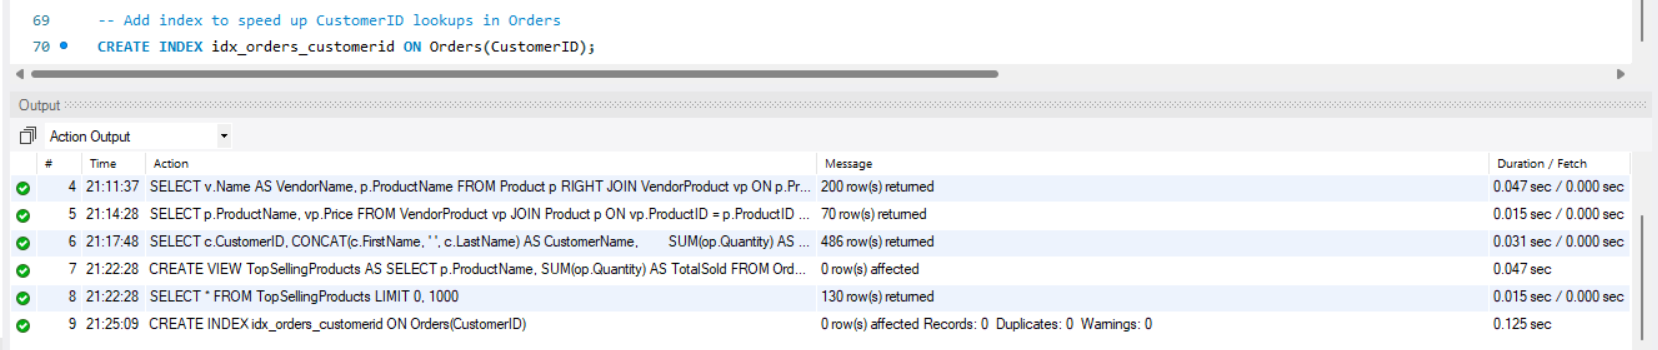 69 -- Add index to speed up CustomerID lookups in Orders
70 CREATE INDEX idx_orders_customerid ON Orders(CustomerID);
Output
Action Output
# Time Action Message Duration / Fetch
4 21:11:37 SELECT v.Name AS VendorName, p.ProductName FROM Product p RIGHT JOIN VendorProduct vp ON p.Pr... 200 row(s) returned 0.047 sec / 0.000 sec
5 21:14:28 SELECT p.ProductName, vp.Price FROM VendorProduct vp JOIN Product p ON vp.ProductID = p.ProductID ... 70 row(s) returned 0.015 sec / 0.000 sec
6 21:17:48 SELECT c.CustomerID, CONCAT(c.FirstName, ' ', c.LastName) AS CustomerName, SUM(op.Quantity) AS ... 486 row(s) returned 0.031 sec / 0.000 sec
7 21:22:28 CREATE VIEW TopSellingProducts AS SELECT p.ProductName, SUM(op.Quantity) AS TotalSold FROM Ord... 0 row(s) affected 0.047 sec
8 21:22:28 SELECT * FROM TopSellingProducts LIMIT 0, 1000 130 row(s) returned 0.015 sec / 0.000 sec
9 21:25:09 CREATE INDEX idx_orders_customerid ON Orders(CustomerID) 0 row(s) affected Records: 0 Duplicates: 0 Warnings: 0 0.125 sec